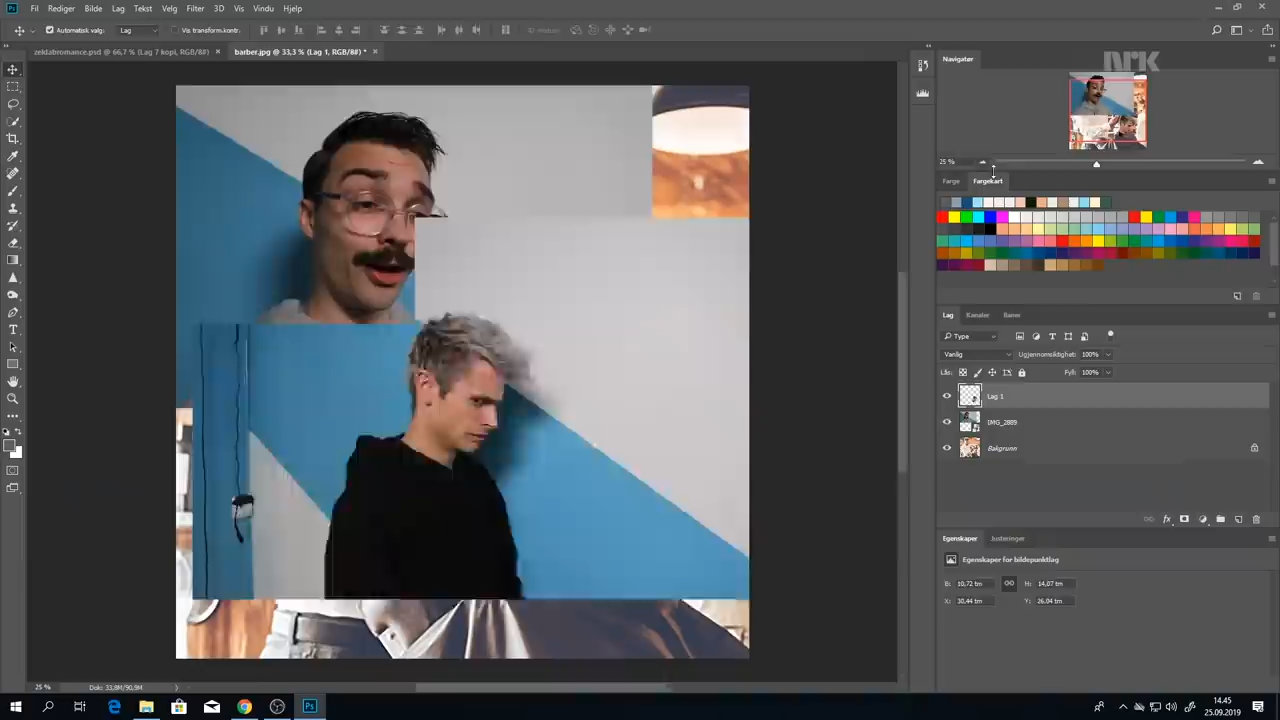 Fil Rediger Bilde Lag Tekst Velg Filter 3D Vis Vindu Hjelp
Automatisk valg: Lag Vis transform.kontr.
zeklabromance.psd @ 66,7 % (Lag 7 kopi, RGB/8#) × barber.jpg @ 33,3 % (Lag 1, RGB/8#) * ×
Navigatør
nrk
25 %
Farge Fargekart
Lag Kanaler Baner
Type
Vanlig Ugjennomsiktighet: 100%
Lås: Fyll: 100%
Lag 1
IMG_2889
Bakgrunn
Egenskaper Justeringer
Egenskaper for bildepunktlag
B: 10,72 tm H: 14,07 tm
X: 30,44 tm Y: 26,04 tm
25 % Dok: 33,8M/90,9M
14.45
25.09.2019